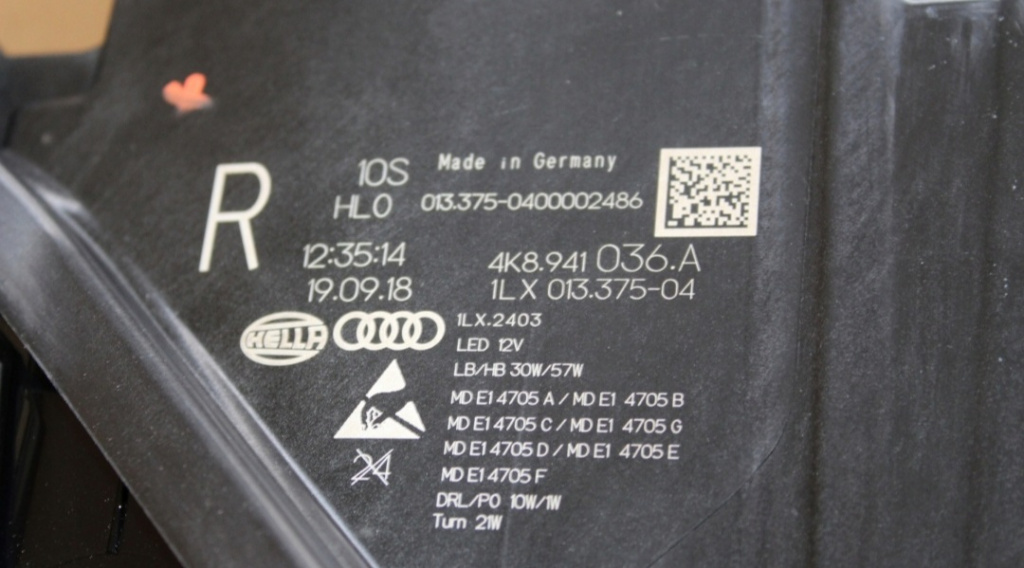 R
10S
Made in Germany
HL0
013.375-0400002486
12:35:14
4K8.941 036.A
19.09.18
1LX 013.375-04
HELLA
1LX.2403
LED 12V
LB/HB 30W/57W
MD E1 4705 A / MD E1 4705 B
MD E1 4705 C / MD E1 4705 G
MD E1 4705 D / MD E1 4705 E
24
MD E1 4705 F
DRL/PO 10W/1W
Turn 21W